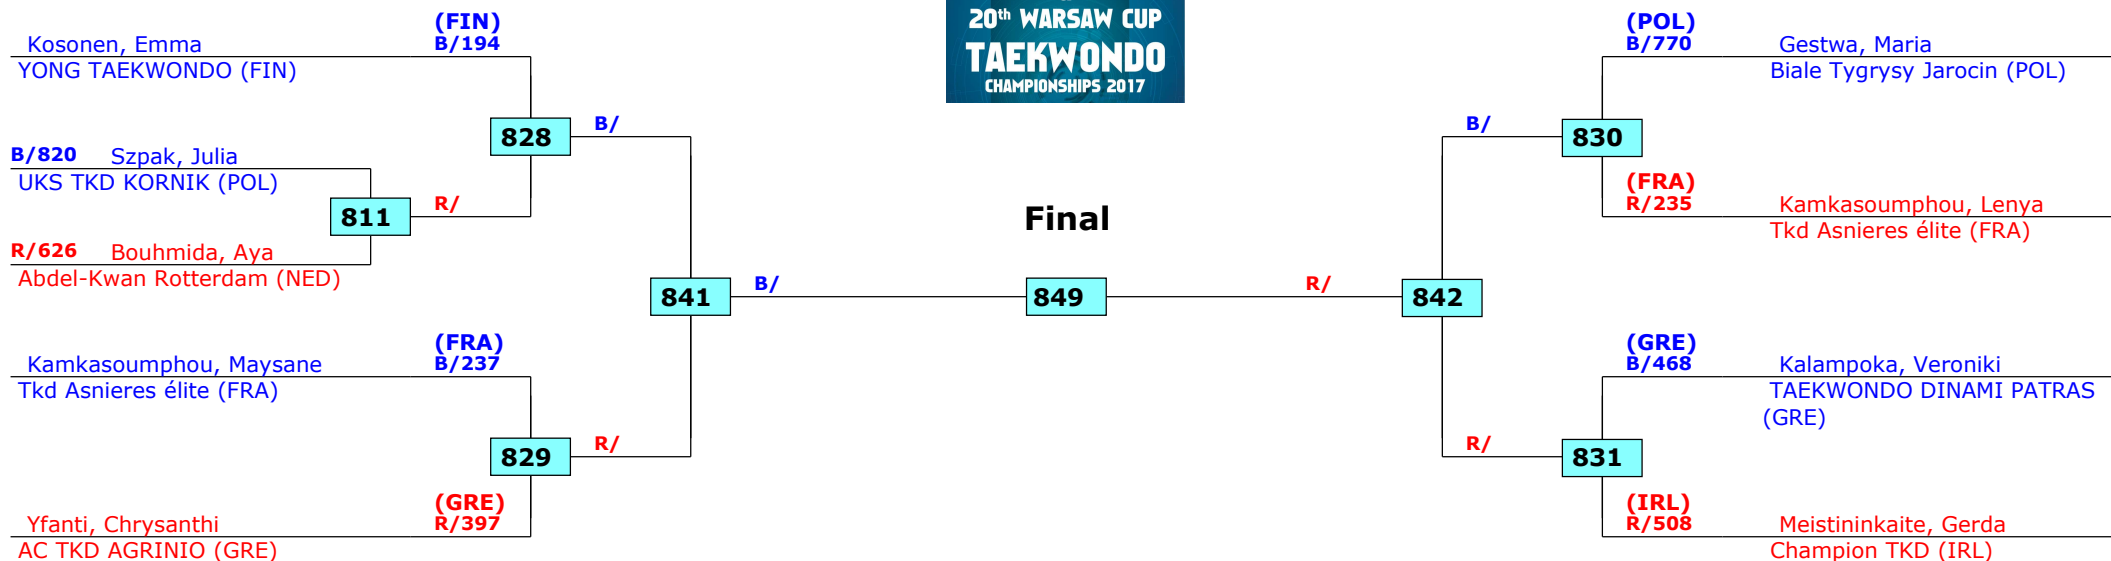 20th WARSAW CUP
TAEKWONDO
CHAMPIONSHIPS 2017
(FIN)
Kosonen, Emma B/194
YONG TAEKWONDO (FIN)
828
B/
B/820 Szpak, Julia
UKS TKD KORNIK (POL)
811
R/
R/626 Bouhmida, Aya
Abdel-Kwan Rotterdam (NED)
841
B/
(FRA)
Kamkasoumphou, Maysane B/237
Tkd Asnieres élite (FRA)
829
R/
(GRE)
Yfanti, Chrysanthi R/397
AC TKD AGRINIO (GRE)
Final
849
(POL)
B/770 Gestwa, Maria
Biale Tygrysy Jarocin (POL)
B/
830
(FRA)
R/235 Kamkasoumphou, Lenya
Tkd Asnieres élite (FRA)
R/
842
(GRE)
B/468 Kalampoka, Veroniki
TAEKWONDO DINAMI PATRAS
(GRE)
R/
831
(IRL)
R/508 Meistininkaite, Gerda
Champion TKD (IRL)